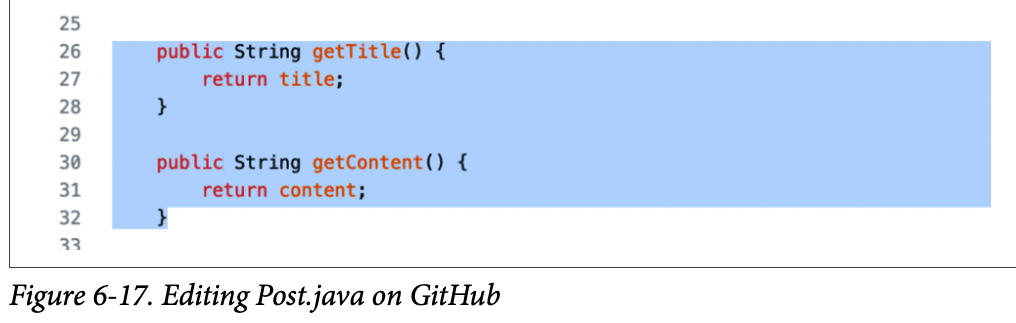 25
26 public String getTitle() {
27 return title;
28 }
29
30 public String getContent() {
31 return content;
32 }
33
Figure 6-17. Editing Post.java on GitHub